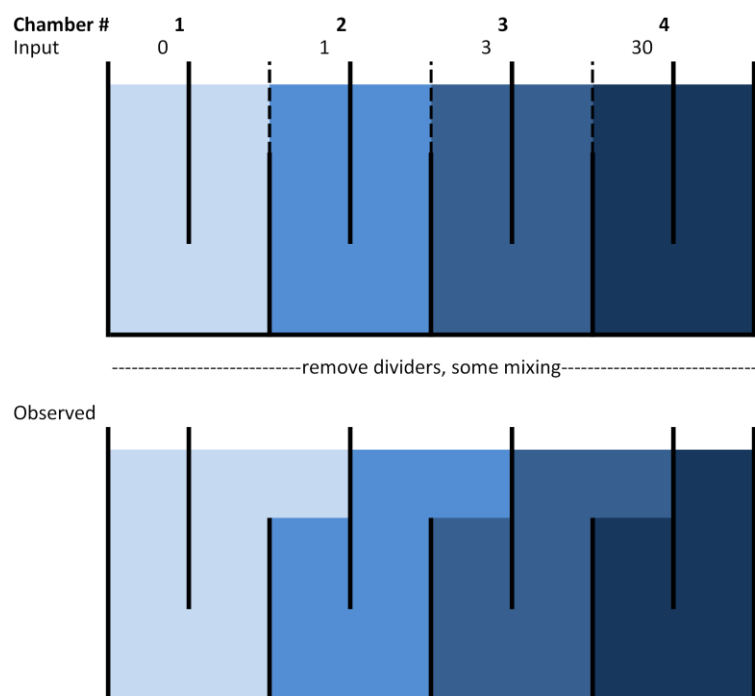 Chamber # 1 2 3 4
Input 0 1 3 30
remove dividers, some mixing
Observed